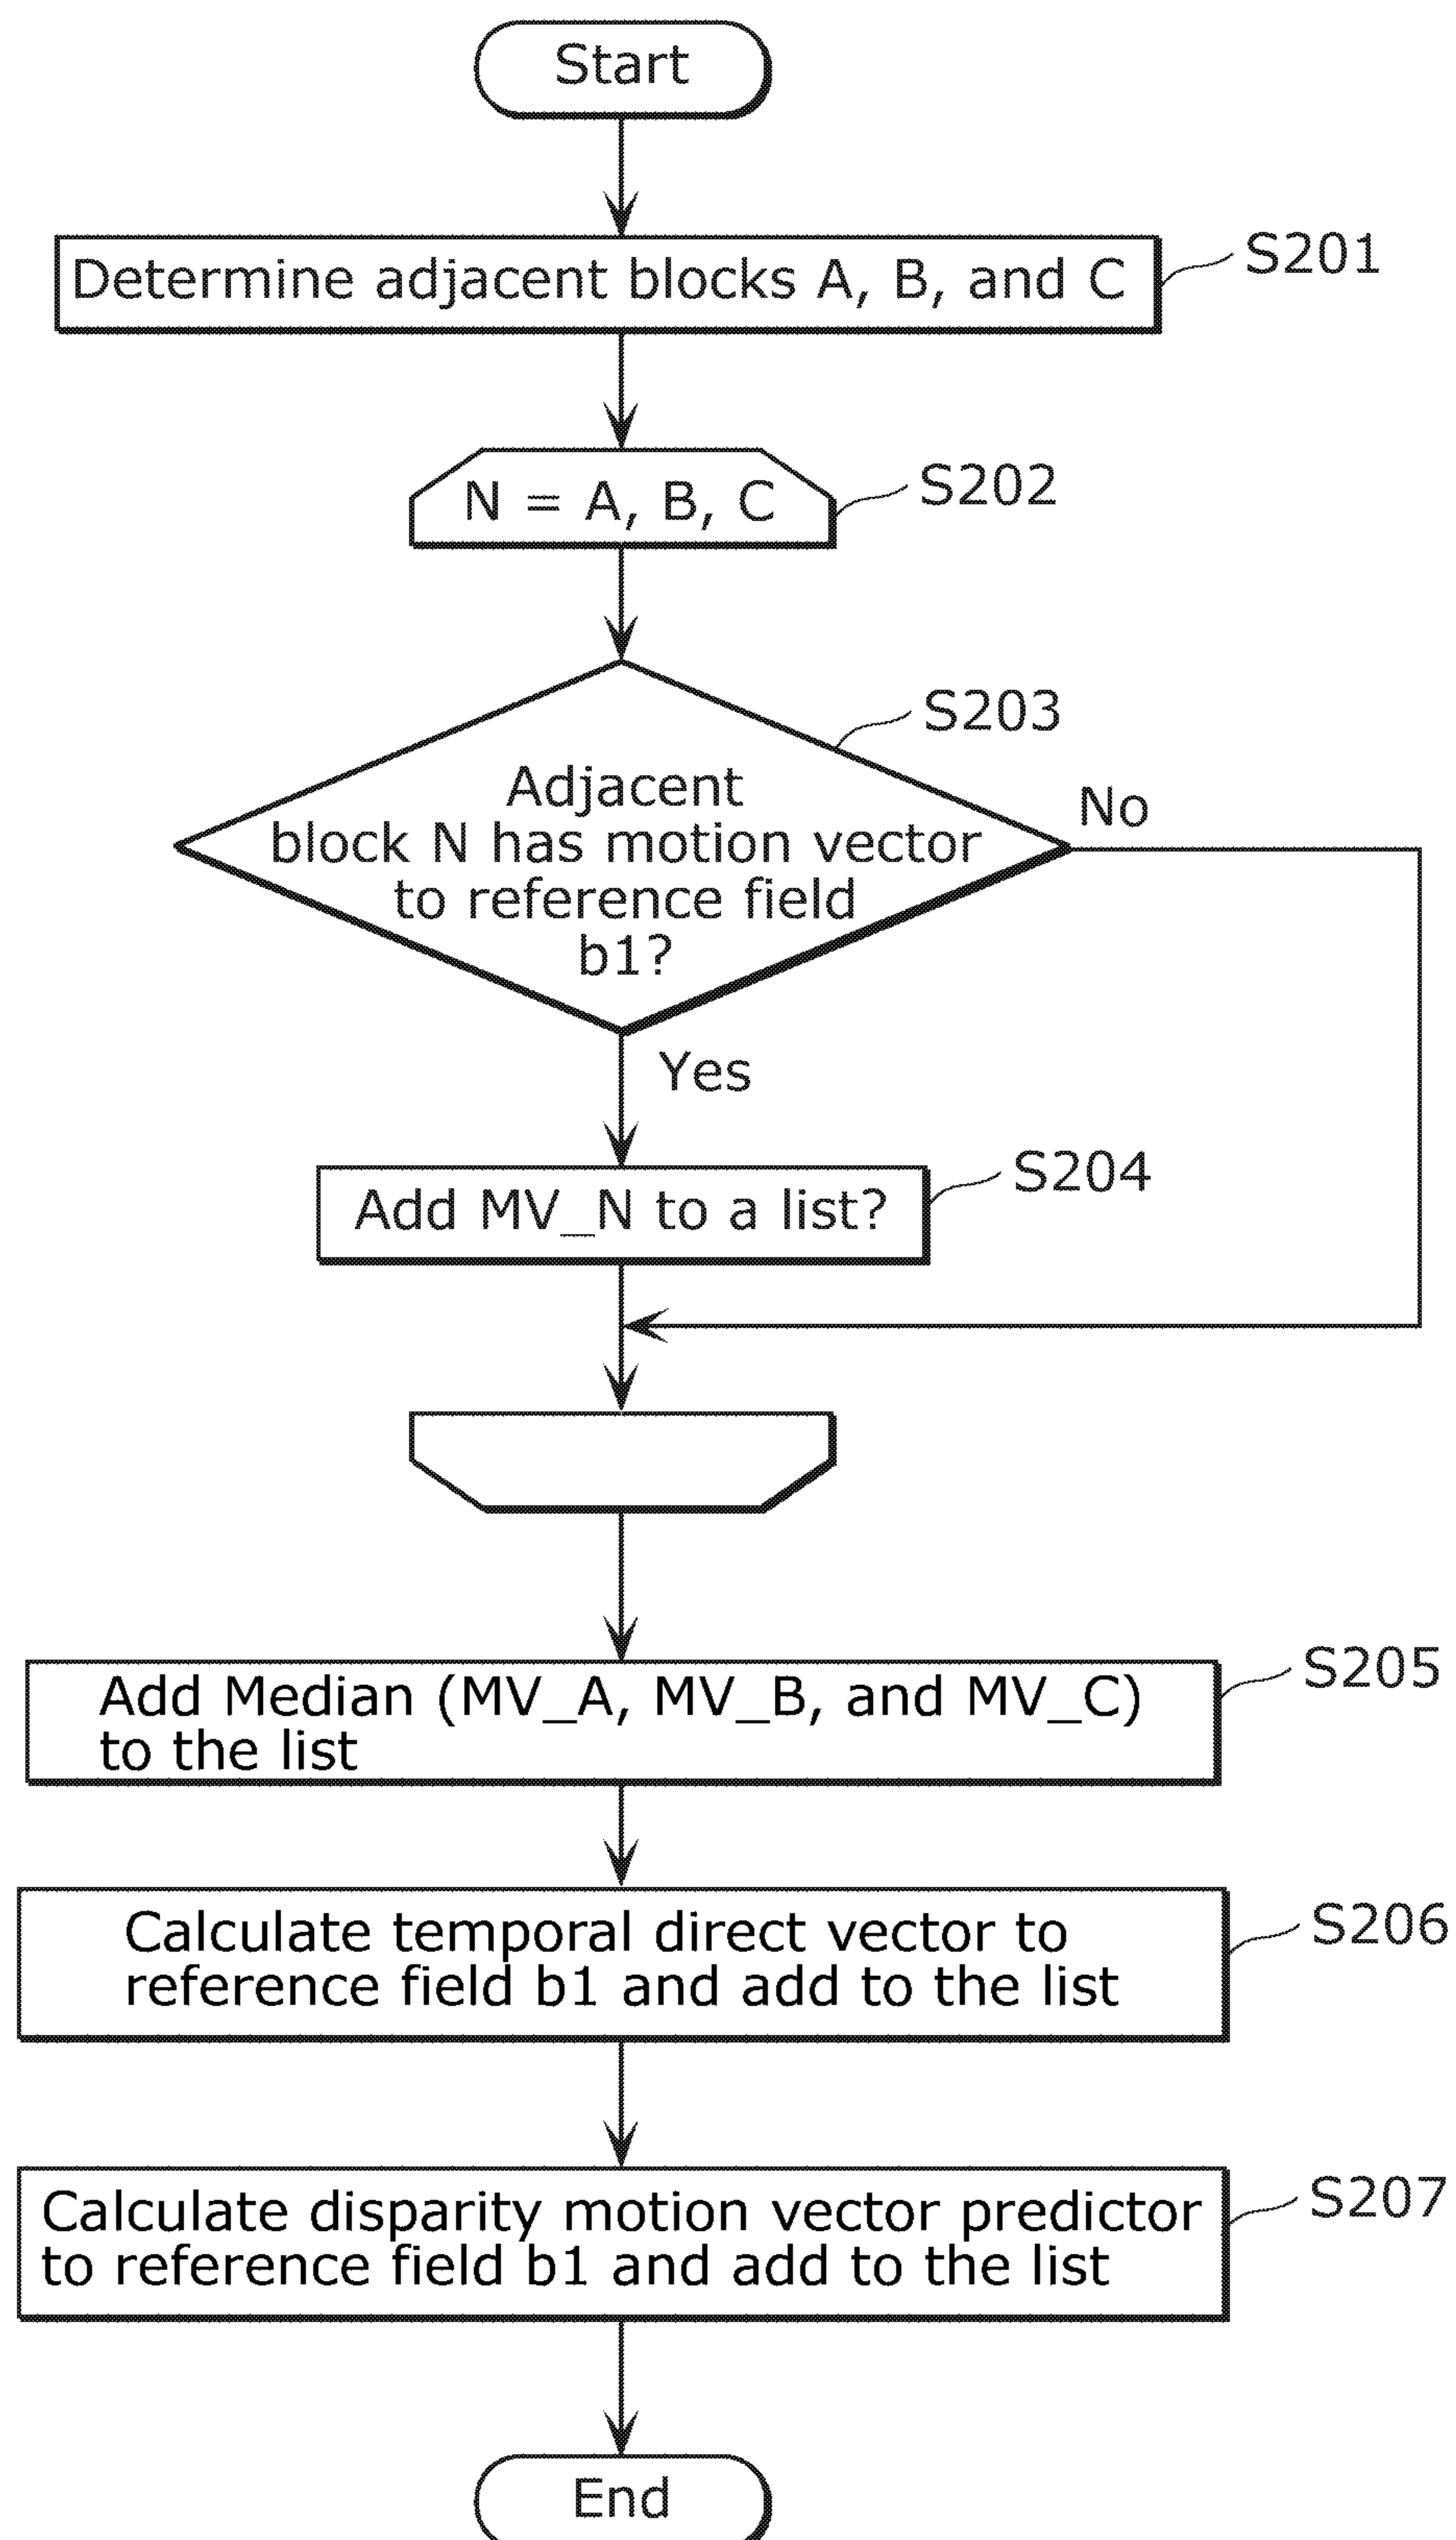 Start
Determine adjacent blocks A, B, and C
S201
N = A, B, C
S202
S203
Adjacent
block N has motion vector
to reference field
b1?
No
Yes
Add MV_N to a list?
S204
Add Median (MV_A, MV_B, and MV_C)
to the list
S205
Calculate temporal direct vector to
reference field b1 and add to the list
S206
Calculate disparity motion vector predictor
to reference field b1 and add to the list
S207
End